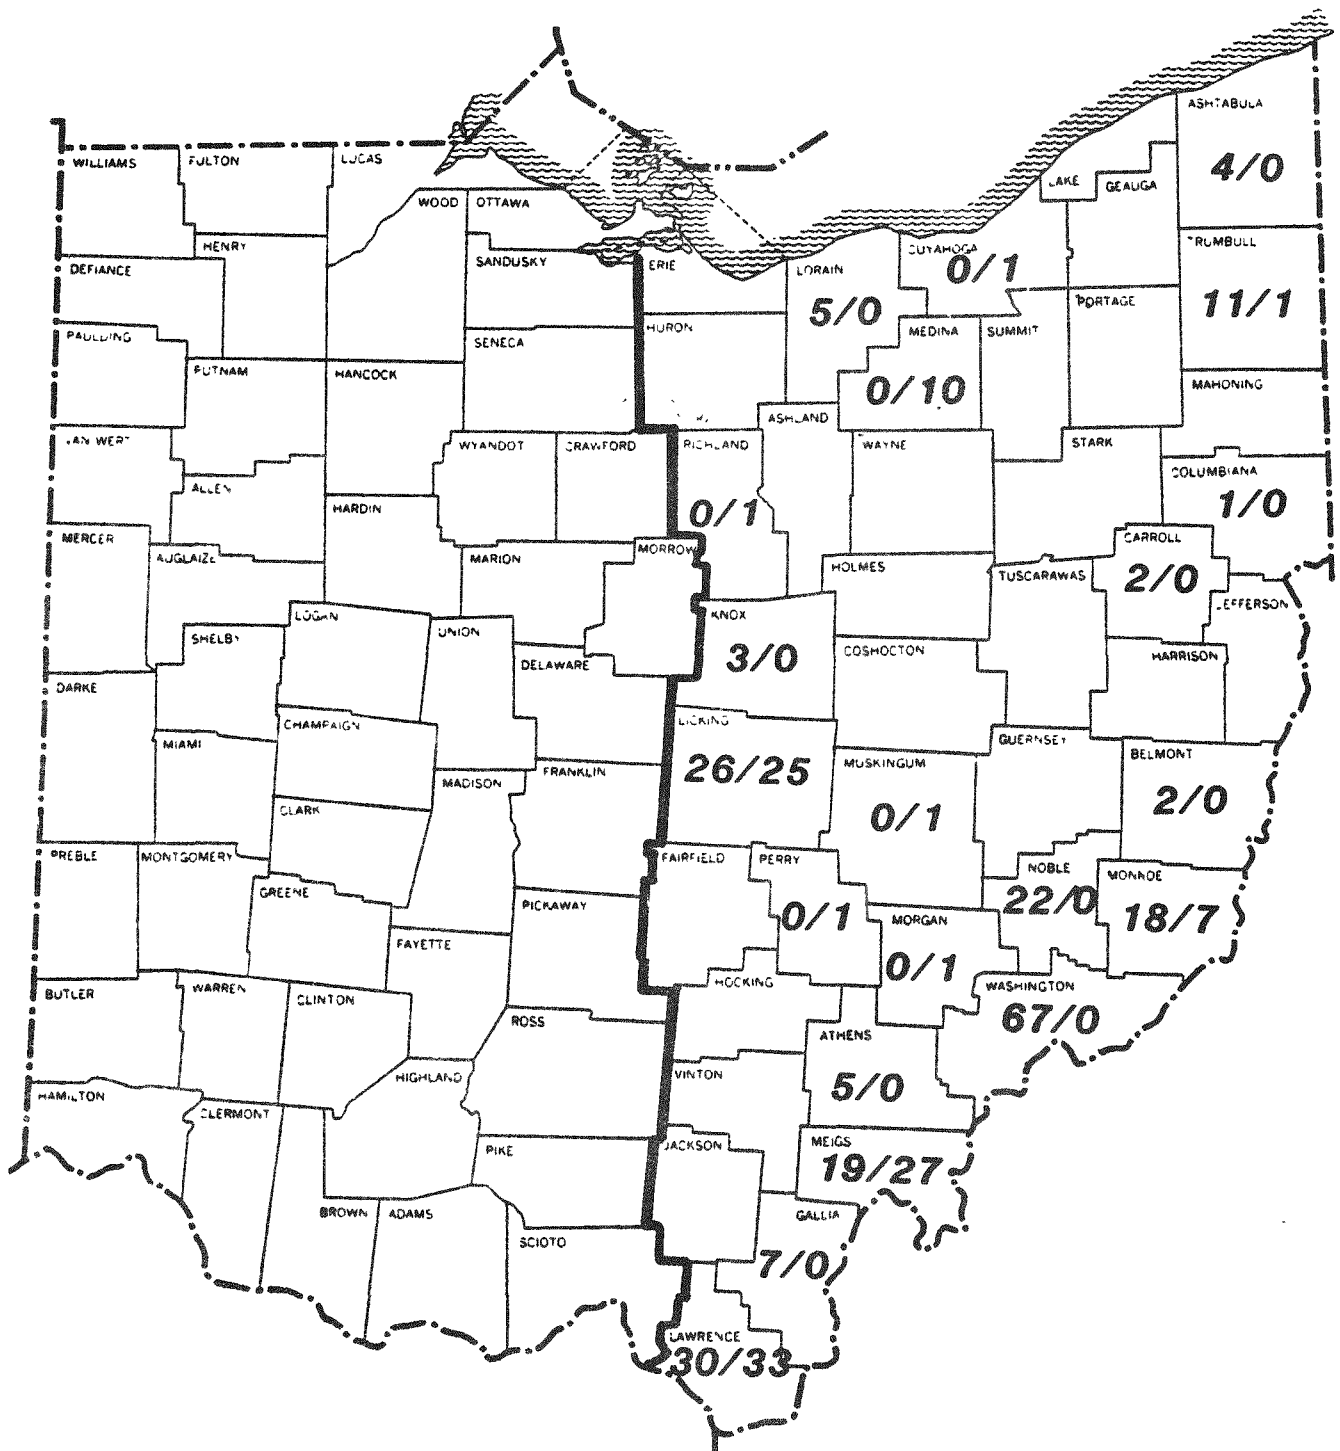 ASHTABULA
4/0
WILLIAMS
FULTON
LUCAS
LAKE
GEAUGA
WOOD
OTTAWA
HENRY
CUYAHOGA
0/1
TRUMBULL
11/1
DEFIANCE
SANDUSKY
ERIE
LORAIN
5/0
PORTAGE
PAULDING
SENECA
HURON
MEDINA
0/10
SUMMIT
PUTNAM
HANCOCK
MAHONING
ASHLAND
VAN WERT
WYANDOT
CRAWFORD
RICHLAND
0/1
WAYNE
STARK
COLUMBIANA
1/0
ALLEN
HARDIN
MERCER
AUGLAIZE
MARION
MORROW
HOLMES
TUSCARAWAS
CARROLL
2/0
JEFFERSON
LOGAN
UNION
KNOX
3/0
SHELBY
DELAWARE
COSHOCTON
HARRISON
DARKE
CHAMPAIGN
LICKING
26/25
MIAMI
GUERNSEY
BELMONT
2/0
MADISON
FRANKLIN
MUSKINGUM
0/1
CLARK
PREBLE
MONTGOMERY
FAIRFIELD
PERRY
0/1
NOBLE
22/0
MONROE
18/7
GREENE
PICKAWAY
MORGAN
0/1
FAYETTE
BUTLER
WARREN
CLINTON
HOCKING
WASHINGTON
67/0
ROSS
ATHENS
5/0
HAMILTON
HIGHLAND
VINTON
CLERMONT
PIKE
JACKSON
MEIGS
19/27
BROWN
ADAMS
SCIOTO
GALLIA
7/0
LAWRENCE
30/33